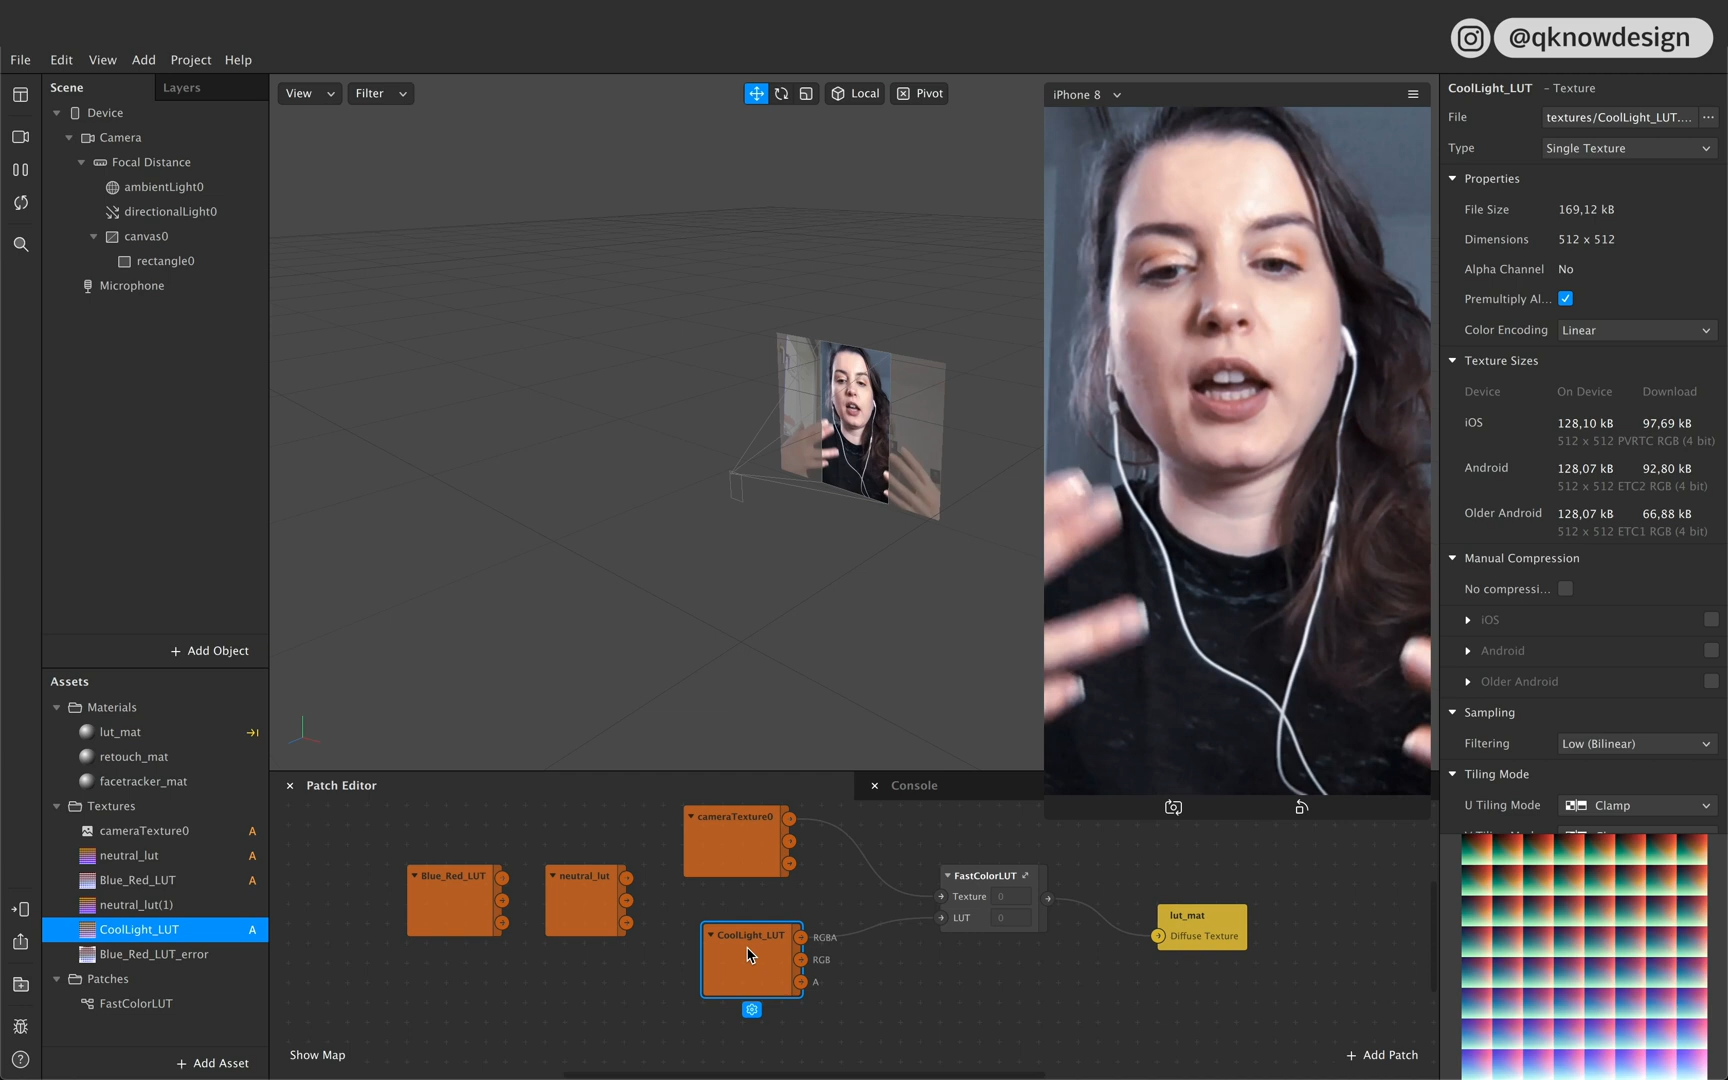 @qknowdesign
File Edit View Add Project Help
Scene Layers
Device
Camera
Focal Distance
ambientLight0
directionalLight0
canvas0
rectangle0
Microphone
+ Add Object
Assets
Materials
lut_mat
retouch_mat
facetracker_mat
Textures
cameraTexture0 A
neutral_lut A
Blue_Red_LUT A
neutral_lut(1)
CoolLight_LUT A
Blue_Red_LUT_error
Patches
FastColorLUT
+ Add Asset
View Filter Local Pivot
iPhone 8
Patch Editor
Console
cameraTexture0
Blue_Red_LUT
neutral_lut
CoolLight_LUT
RGBA
RGB
A
FastColorLUT
Texture 0
LUT 0
lut_mat
Diffuse Texture
Show Map
+ Add Patch
CoolLight_LUT - Texture
File textures/CoolLight_LUT.... ...
Type Single Texture
Properties
File Size 169,12 kB
Dimensions 512 x 512
Alpha Channel No
Premultiply Al...
Color Encoding Linear
Texture Sizes
Device On Device Download
iOS 128,10 kB 97,69 kB
512 x 512 PVRTC RGB (4 bit)
Android 128,07 kB 92,80 kB
512 x 512 ETC2 RGB (4 bit)
Older Android 128,07 kB 66,88 kB
512 x 512 ETC1 RGB (4 bit)
Manual Compression
No compressi...
iOS
Android
Older Android
Sampling
Filtering Low (Bilinear)
Tiling Mode
U Tiling Mode Clamp